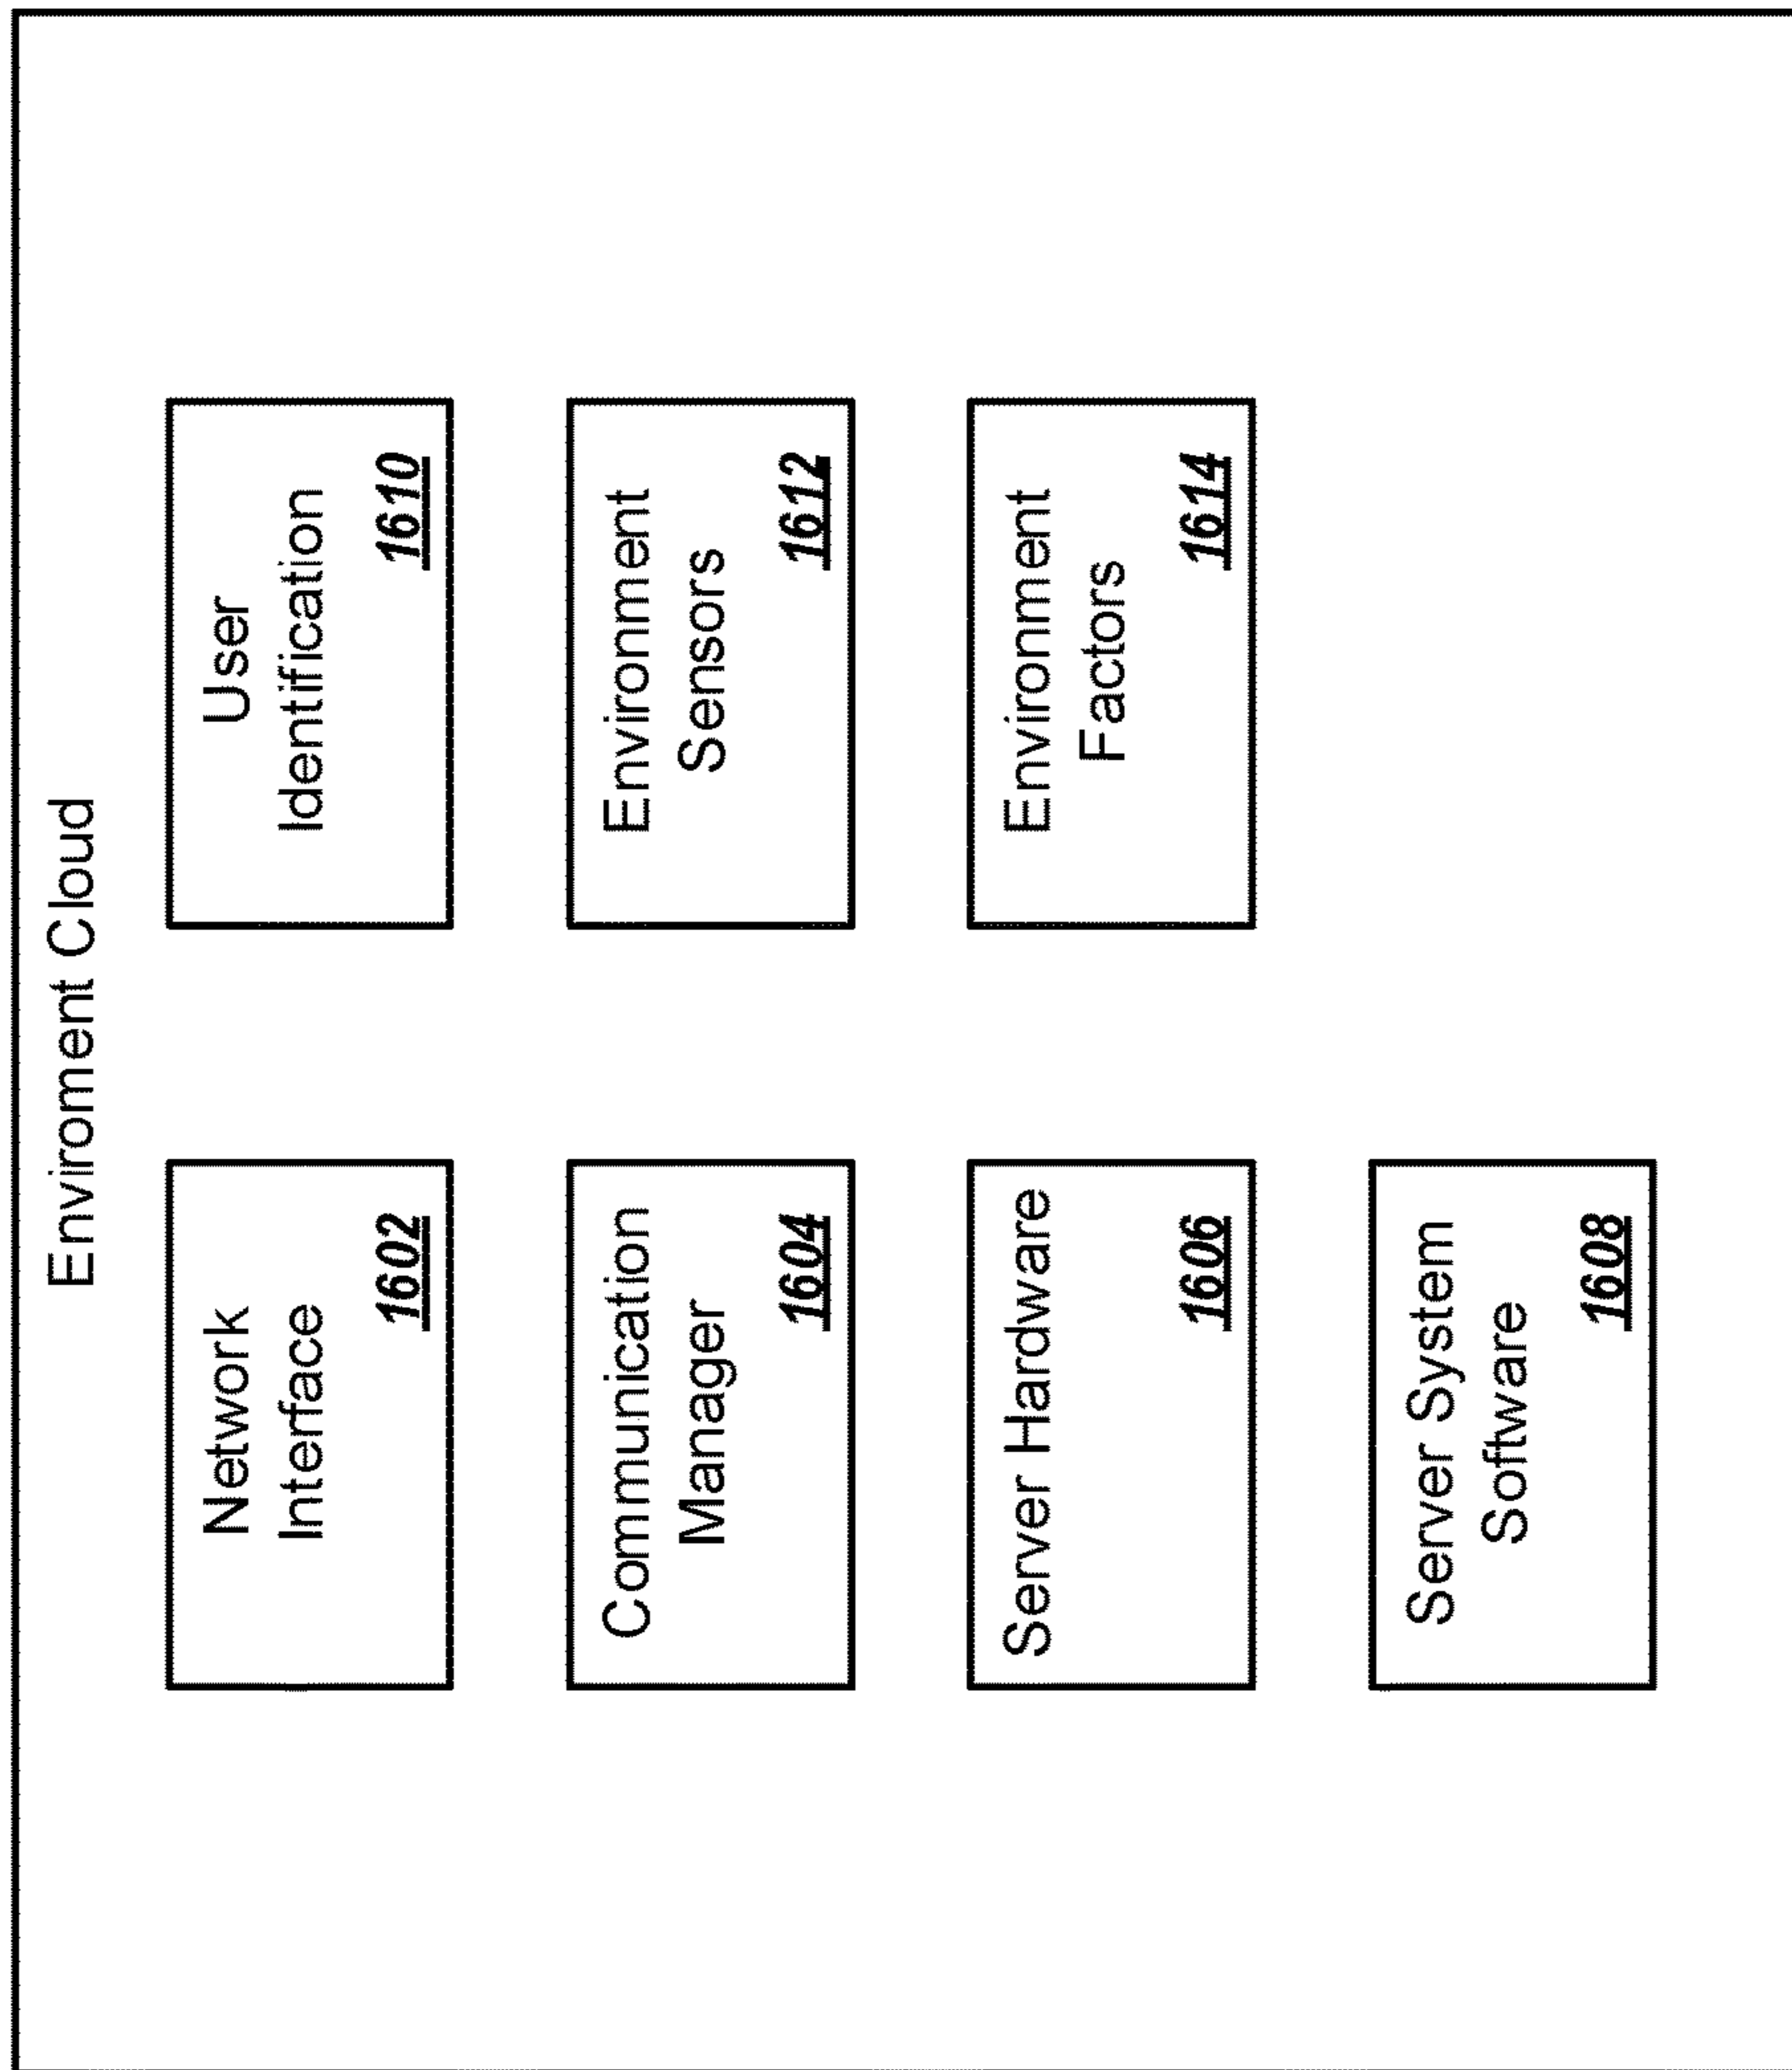 Enviroment Cloud
Network
Interface
1602
Communication
Manager
1604
Server Hardware
1606
Server System
Software
1608
User
Identification
1610
Environment
Sensors
1612
Environment
Factors
1614